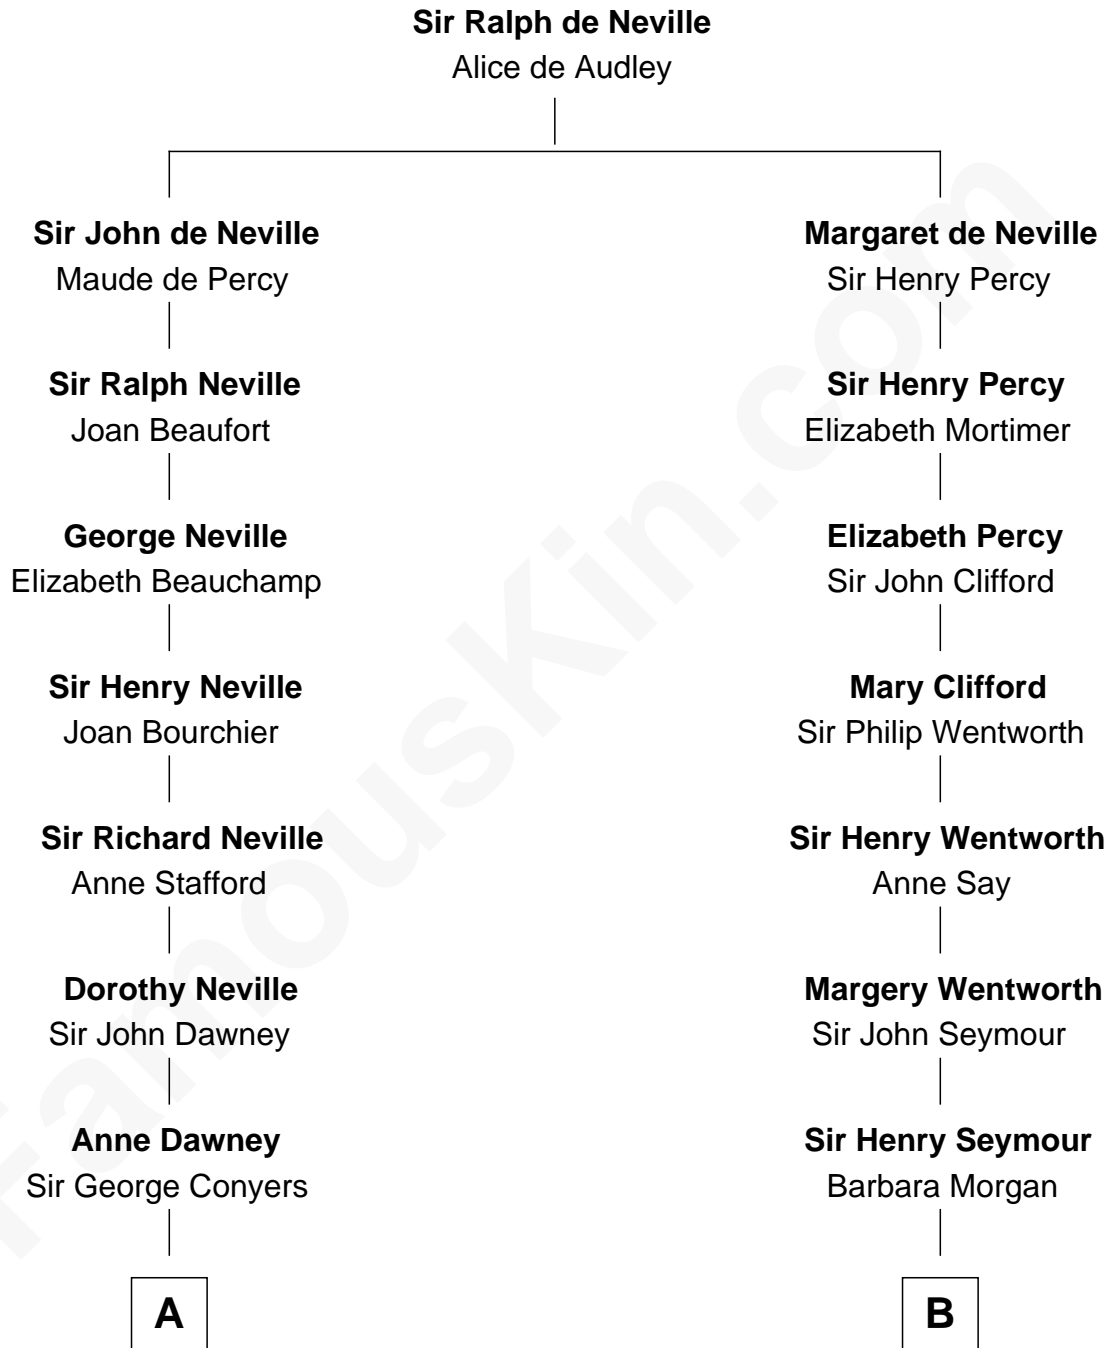 Sir Ralph de Neville
Alice de Audley
Sir John de Neville
Maude de Percy
Margaret de Neville
Sir Henry Percy
Sir Ralph Neville
Joan Beaufort
Sir Henry Percy
Elizabeth Mortimer
George Neville
Elizabeth Beauchamp
Elizabeth Percy
Sir John Clifford
Sir Henry Neville
Joan Bourchier
Mary Clifford
Sir Philip Wentworth
Sir Richard Neville
Anne Stafford
Sir Henry Wentworth
Anne Say
Dorothy Neville
Sir John Dawney
Margery Wentworth
Sir John Seymour
Anne Dawney
Sir George Conyers
Sir Henry Seymour
Barbara Morgan
A
B
FamousKin.com